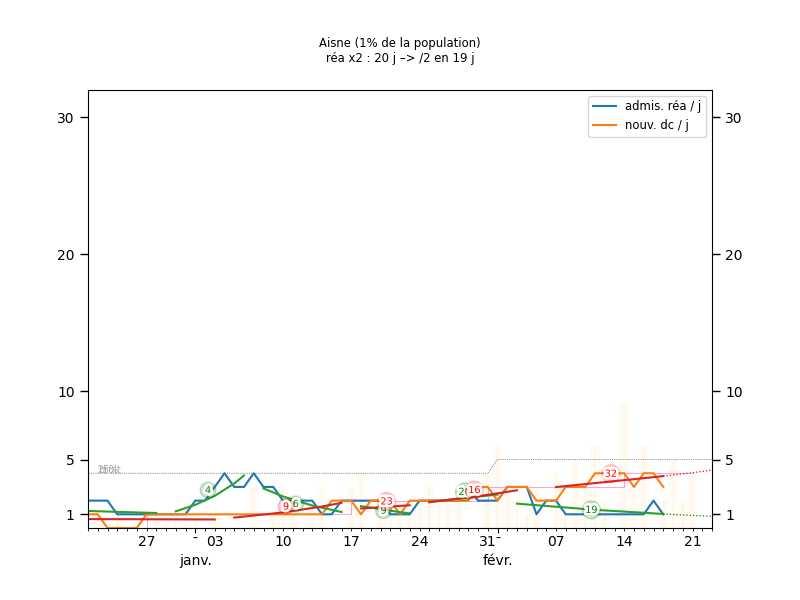 Aisne (1% de la population)
réa x2 : 20 j –> /2 en 19 j
admis. réa / j
nouv. dc / j
30 30
20 20
10 10
5 5
1 1
4
9
6
23
9
16
32
19
27 03 10 17 24 31 07 14 21
janv. févr.